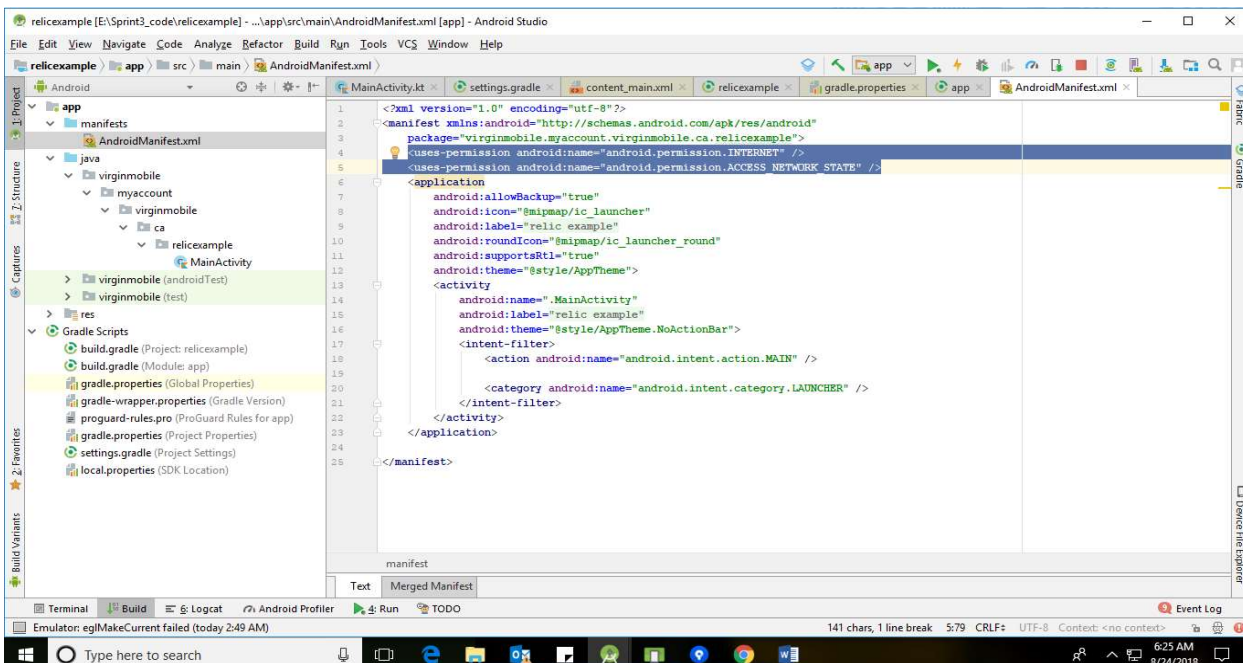 relicexample [E:\Sprint3_code\relicexample] - ...\app\src\main\AndroidManifest.xml [app] - Android Studio
File Edit View Navigate Code Analyze Refactor Build Run Tools VCS Window Help
relicexample app src main AndroidManifest.xml
app
Android
MainActivity.kt settings.gradle content_main.xml relicexample gradle.properties app AndroidManifest.xml
1: Project
7: Structure
Captures
2: Favorites
Build Variants
app
manifests
AndroidManifest.xml
java
virginmobile
myaccount
virginmobile
ca
relicexample
MainActivity
virginmobile (androidTest)
virginmobile (test)
res
Gradle Scripts
build.gradle (Project: relicexample)
build.gradle (Module: app)
gradle.properties (Global Properties)
gradle-wrapper.properties (Gradle Version)
proguard-rules.pro (ProGuard Rules for app)
gradle.properties (Project Properties)
settings.gradle (Project Settings)
local.properties (SDK Location)
1 <?xml version="1.0" encoding="utf-8"?>
2 <manifest xmlns:android="http://schemas.android.com/apk/res/android"
3 package="virginmobile.myaccount.virginmobile.ca.relicexample">
4 <uses-permission android:name="android.permission.INTERNET" />
5 <uses-permission android:name="android.permission.ACCESS_NETWORK_STATE" />
6 <application
7 android:allowBackup="true"
8 android:icon="@mipmap/ic_launcher"
9 android:label="relic example"
10 android:roundIcon="@mipmap/ic_launcher_round"
11 android:supportsRtl="true"
12 android:theme="@style/AppTheme">
13 <activity
14 android:name=".MainActivity"
15 android:label="relic example"
16 android:theme="@style/AppTheme.NoActionBar">
17 <intent-filter>
18 <action android:name="android.intent.action.MAIN" />
19
20 <category android:name="android.intent.category.LAUNCHER" />
21 </intent-filter>
22 </activity>
23 </application>
24
25 </manifest>
Fabric
Gradle
Device File Explorer
manifest
Text Merged Manifest
Terminal Build 6: Logcat Android Profiler 4: Run TODO
9 Event Log
Emulator: eglMakeCurrent failed (today 2:49 AM)
141 chars, 1 line break 5:79 CRLF UTF-8 Context: <no context>
Type here to search
6:25 AM
8/24/2018